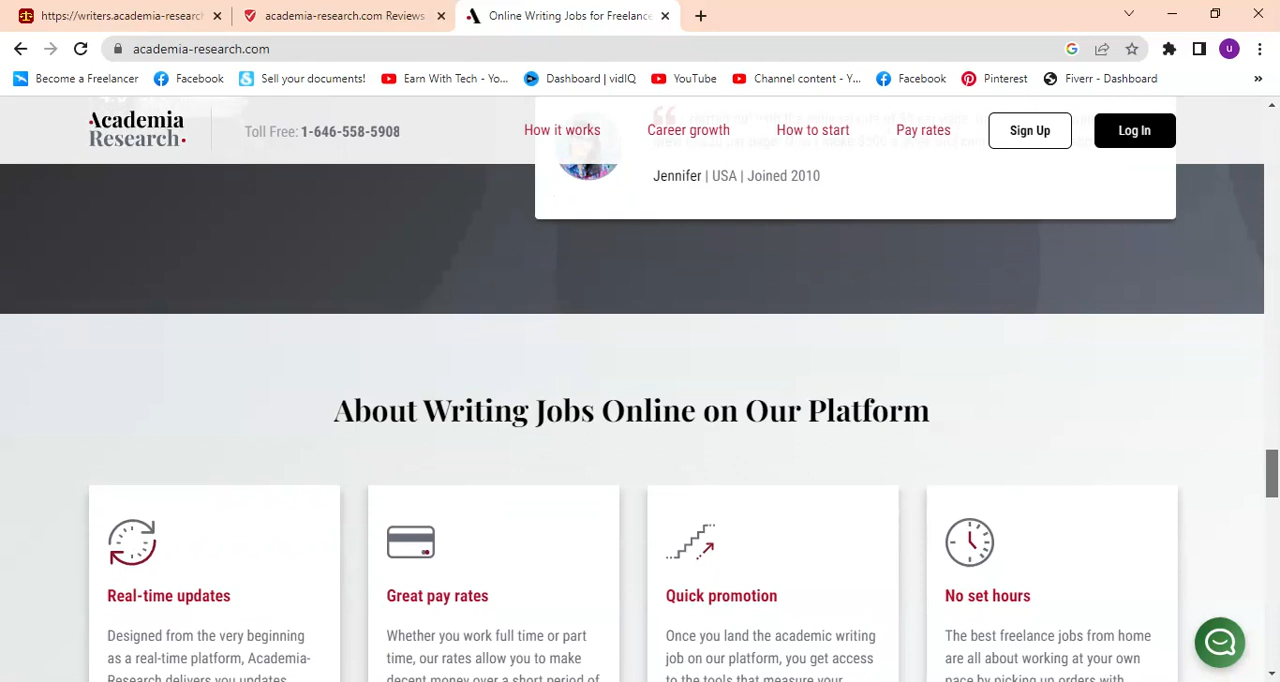 https://writers.academia-researc
academia-research.com Reviews
Online Writing Jobs for Freelance
academia-research.com
Become a Freelancer
Facebook
Sell your documents!
Earn With Tech - Yo...
Dashboard | vidIQ
YouTube
Channel content - Y...
Facebook
Pinterest
Fiverr - Dashboard
»
Academia
Research.
Toll Free: 1-646-558-5908
How it works
Career growth
How to start
Pay rates
Sign Up
Log In
Jennifer | USA | Joined 2010
About Writing Jobs Online on Our Platform
Real-time updates
Designed from the very beginning
as a real-time platform, Academia-
Research delivers you updates
Great pay rates
Whether you work full time or part
time, our rates allow you to make
decent money over a short period of
Quick promotion
Once you land the academic writing
job on our platform, you get access
to the tools that measure your
No set hours
The best freelance jobs from home
are all about working at your own
pace by picking up orders with